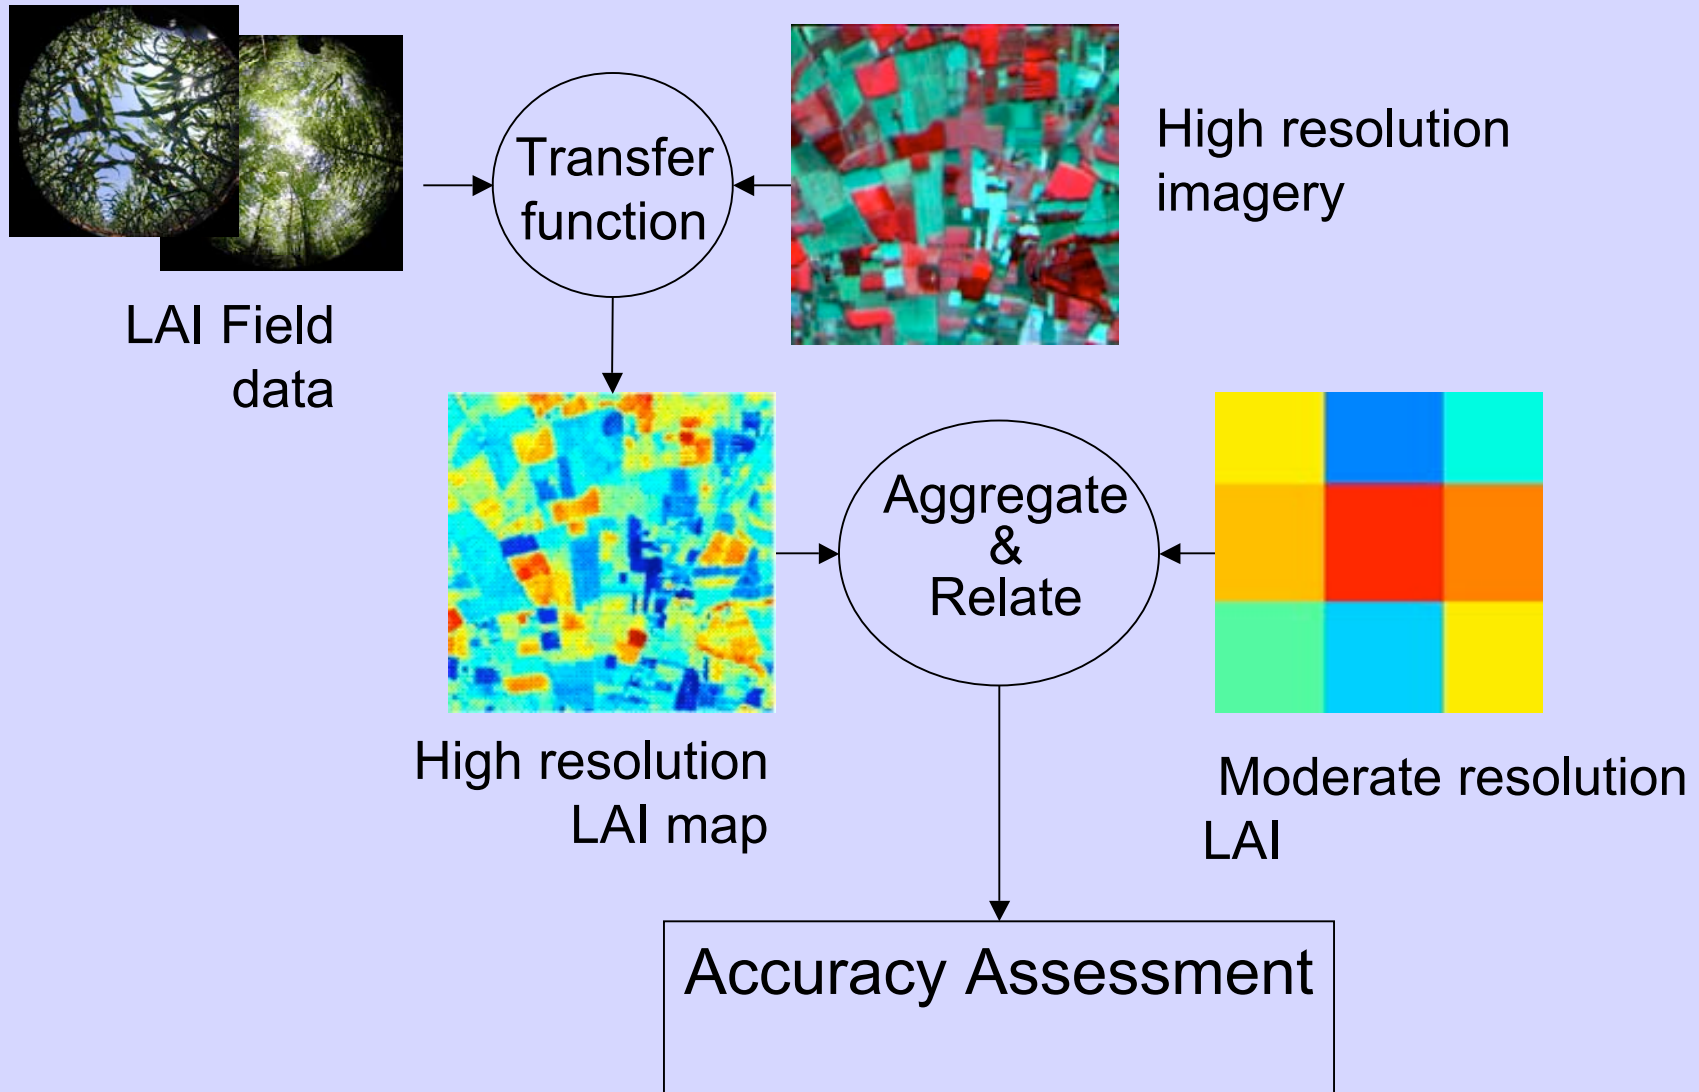 Transfer
function
High resolution
imagery
LAI Field
data
Aggregate
&
Relate
High resolution
LAI map
Moderate resolution
LAI
Accuracy Assessment